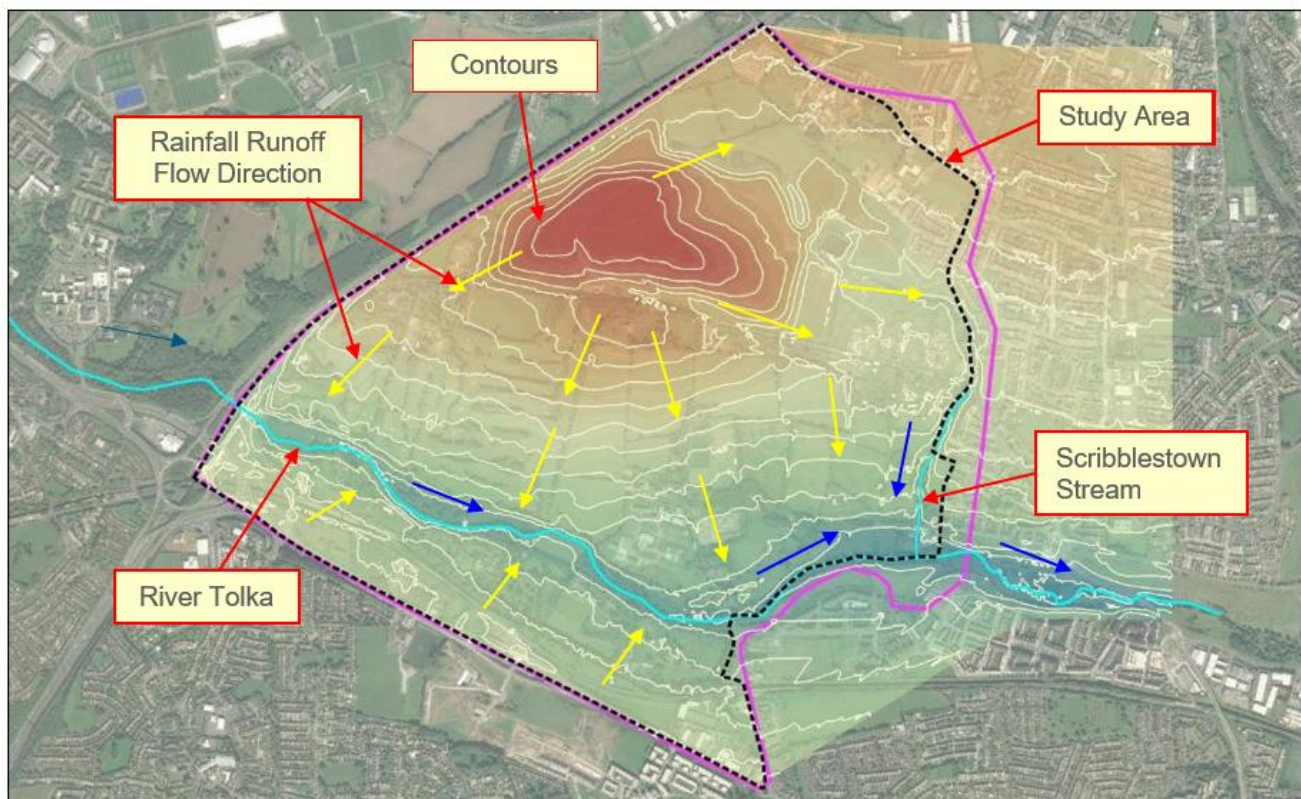 Contours
Rainfall Runoff
Flow Direction
Study Area
Scribblestown
Stream
River Tolka